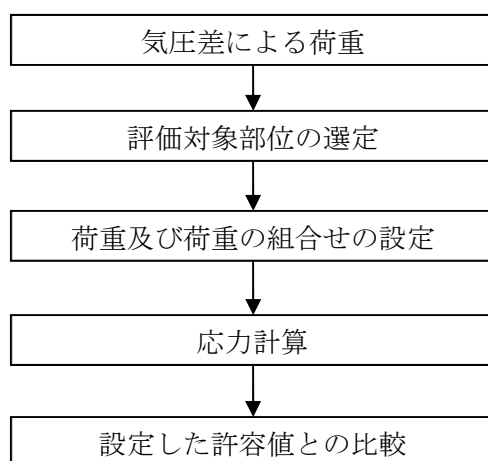 気圧差による荷重
評価対象部位の選定
荷重及び荷重の組合せの設定
応力計算
設定した許容値との比較